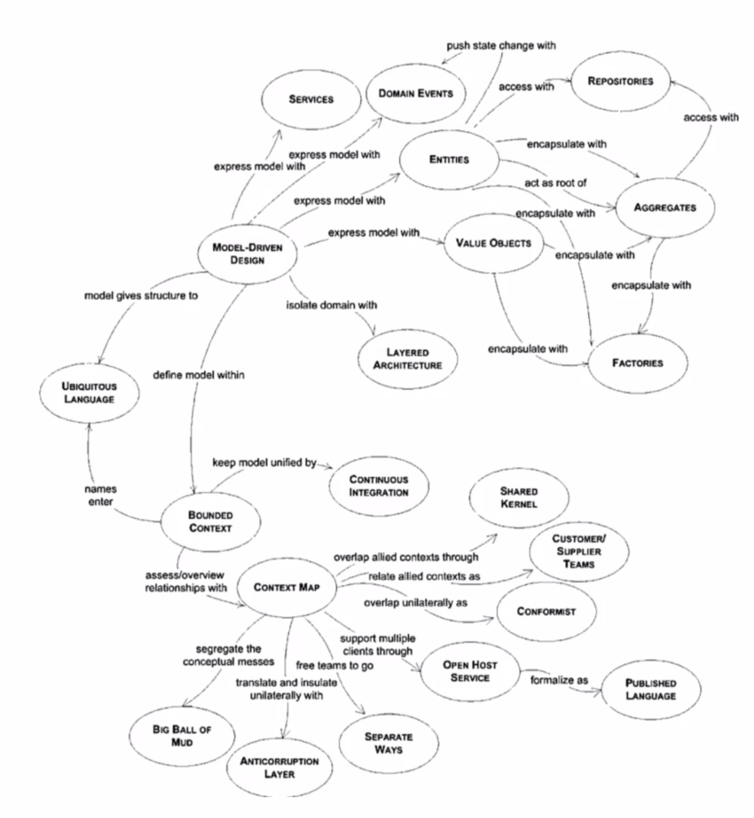 push state change with
REPOSITORIES
SERVICES
DOMAIN EVENTS
access with
access with
express model with
express model with
ENTITIES
encapsulate with
act as root of
express model with
encapsulate with
AGGREGATES
MODEL-DRIVEN
DESIGN
express model with
VALUE OBJECTS
encapsulate with
model gives structure to
isolate domain with
encapsulate with
encapsulate with
LAYERED
ARCHITECTURE
FACTORIES
define model within
UBIQUITOUS
LANGUAGE
keep model unified by
CONTINUOUS
INTEGRATION
names
enter
BOUNDED
CONTEXT
SHARED
KERNEL
CUSTOMER/
SUPPLIER
TEAMS
overlap allied contexts through
assess/overview
relationships with
CONTEXT MAP
relate allied contexts as
overlap unilaterally as
CONFORMIST
segregate the
conceptual messes
support multiple
clients through
free teams to go
OPEN HOST
SERVICE
formalize as
PUBLISHED
LANGUAGE
translate and insulate
unilaterally with
BIG BALL OF
MUD
SEPARATE
WAYS
ANTICORRUPTION
LAYER